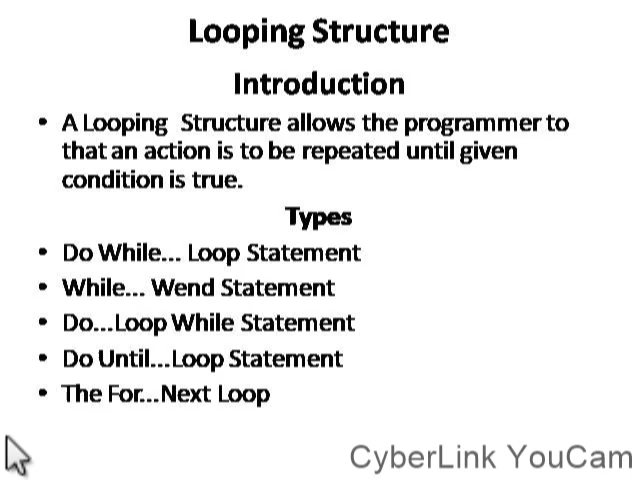 Looping Structure
Introduction
• A Looping Structure allows the programmer to
that an action is to be repeated until given
condition is true.
Types
• Do While... Loop Statement
• While... Wend Statement
• Do...Loop While Statement
• Do Until...Loop Statement
• The For...Next Loop
CyberLink YouCam